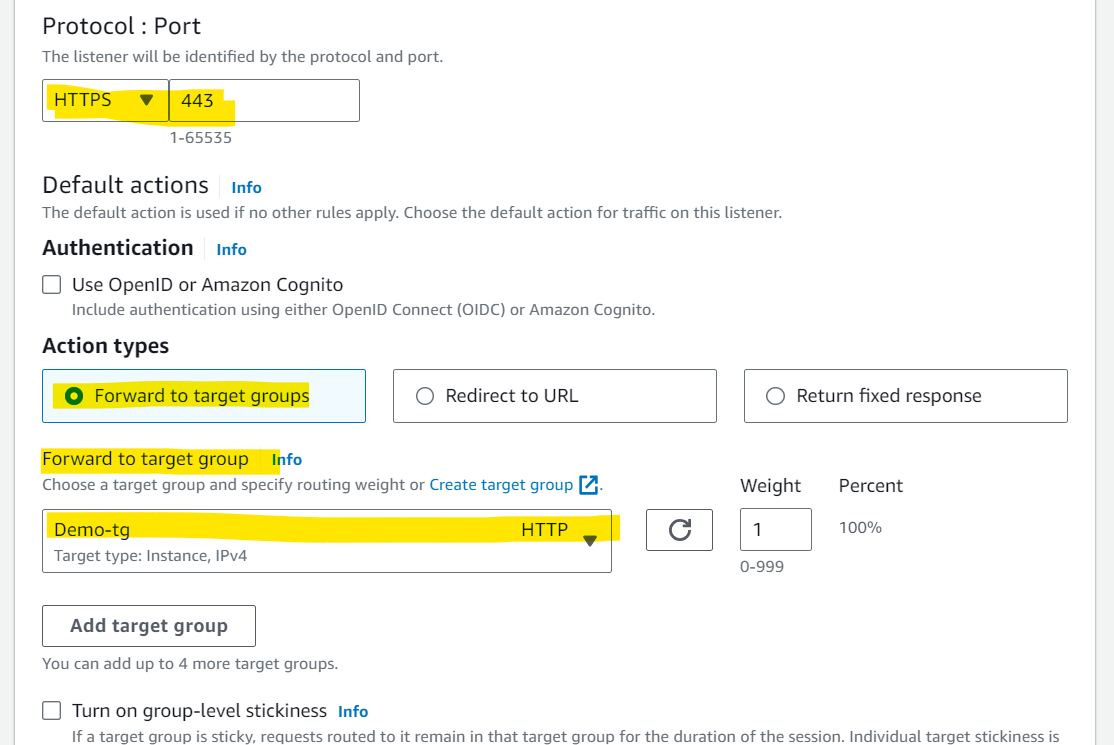 Protocol : Port
The listener will be identified by the protocol and port.
HTTPS 443
1-65535
Default actions Info
The default action is used if no other rules apply. Choose the default action for traffic on this listener.
Authentication Info
Use OpenID or Amazon Cognito
Include authentication using either OpenID Connect (OIDC) or Amazon Cognito.
Action types
Forward to target groups Redirect to URL Return fixed response
Forward to target group Info
Choose a target group and specify routing weight or Create target group . Weight Percent
Demo-tg HTTP 1 100%
Target type: Instance, IPv4
0-999
Add target group
You can add up to 4 more target groups.
Turn on group-level stickiness Info
If a target group is sticky, requests routed to it remain in that target group for the duration of the session. Individual target stickiness is